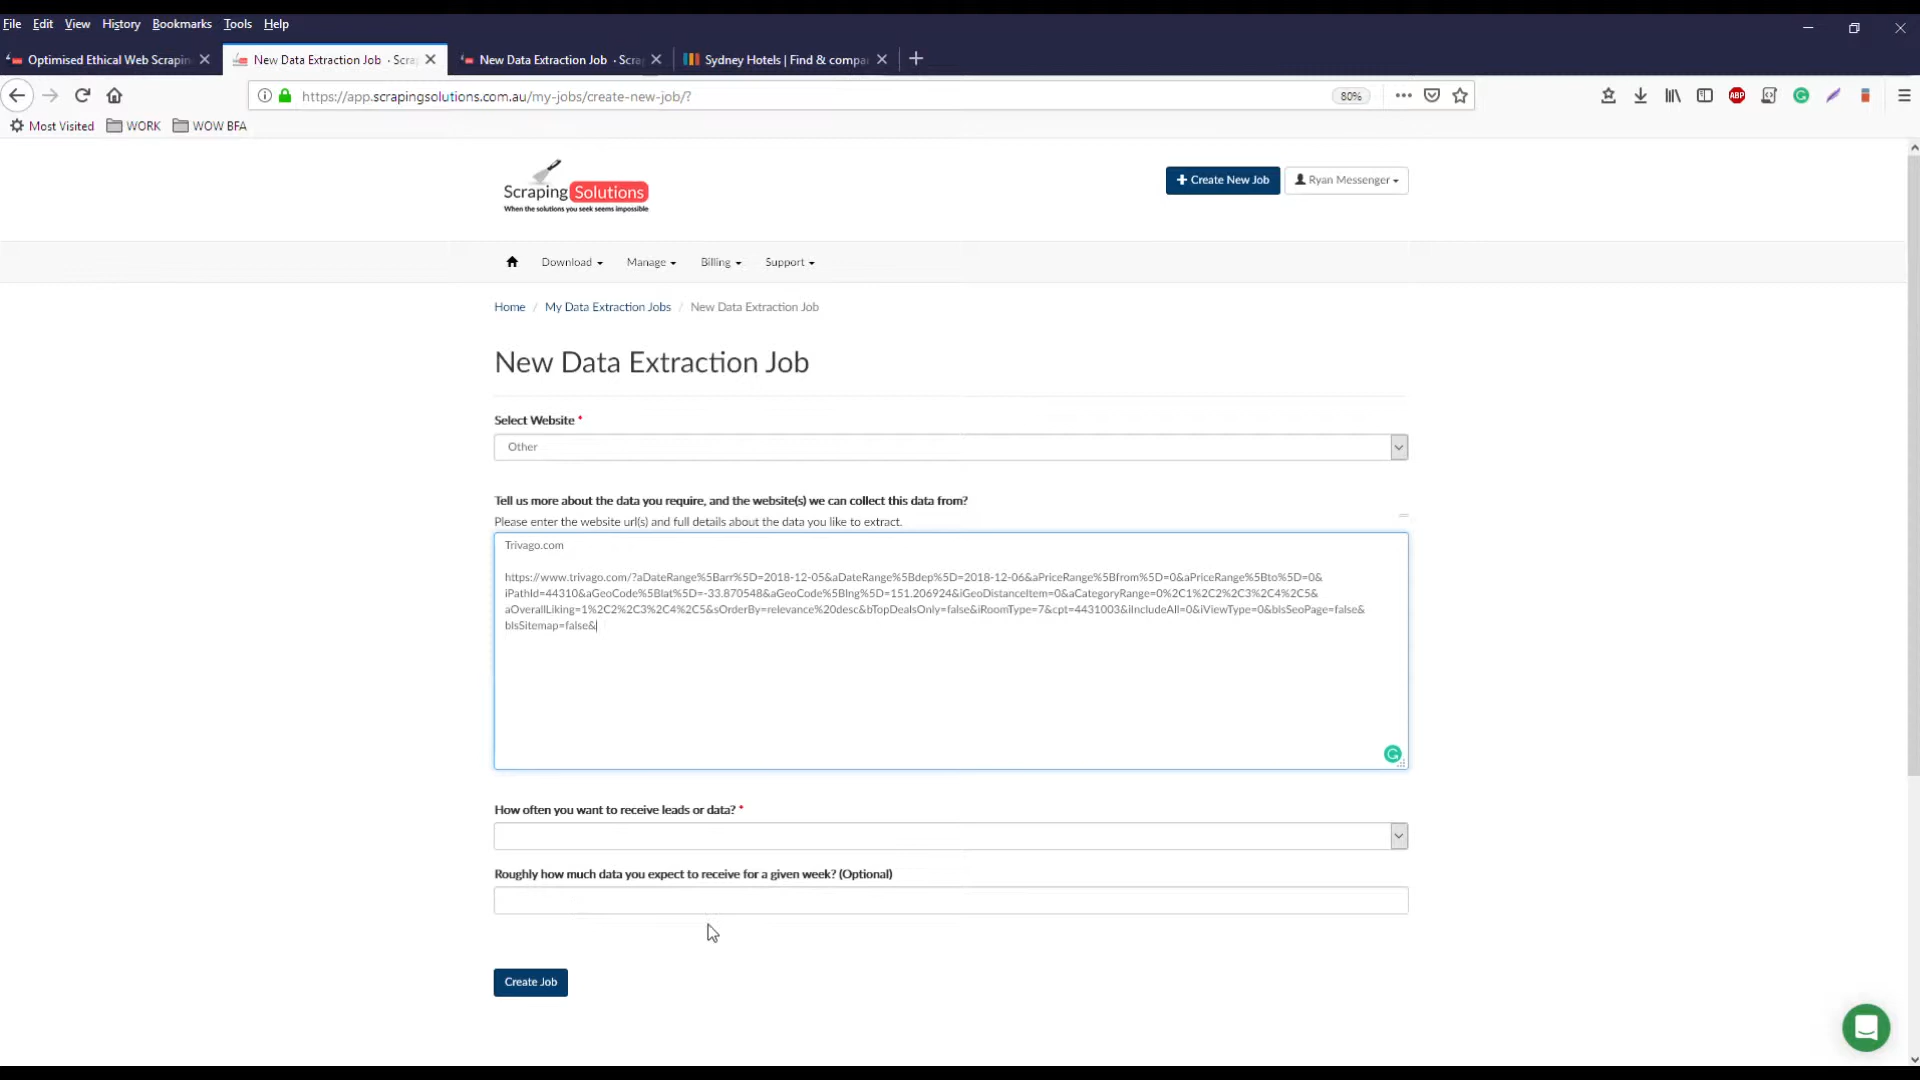 File Edit View History Bookmarks Tools Help
Optimised Ethical Web Scrapin
New Data Extraction Job · Scra
New Data Extraction Job · Scra
Sydney Hotels | Find & compa
https://app.scrapingsolutions.com.au/my-jobs/create-new-job/?
80%
ABP
Most Visited WORK WOW BFA
Scraping Solutions
When the solutions you seek seems impossible
Create New Job
Ryan Messenger
Download Manage Billing Support
Home / My Data Extraction Jobs / New Data Extraction Job
New Data Extraction Job
Select Website *
Other
Tell us more about the data you require, and the website(s) we can collect this data from?
Please enter the website url(s) and full details about the data you like to extract.
Trivago.com
https://www.trivago.com/?aDateRange%5Barr%5D=2018-12-05&aDateRange%5Bdep%5D=2018-12-06&aPriceRange%5Bfrom%5D=0&aPriceRange%5Bto%5D=0&
iPathId=44310&aGeoCode%5Blat%5D=-33.870548&aGeoCode%5Blng%5D=151.206924&iGeoDistanceItem=0&aCategoryRange=0%2C1%2C2%2C3%2C4%2C5&
aOverallLiking=1%2C2%2C3%2C4%2C5&sOrderBy=relevance%20desc&bTopDealsOnly=false&iRoomType=7&cpt=4431003&iIncludeAll=0&iViewType=0&bIsSeoPage=false&
bIsSitemap=false&
How often you want to receive leads or data? *
Roughly how much data you expect to receive for a given week? (Optional)
Create Job